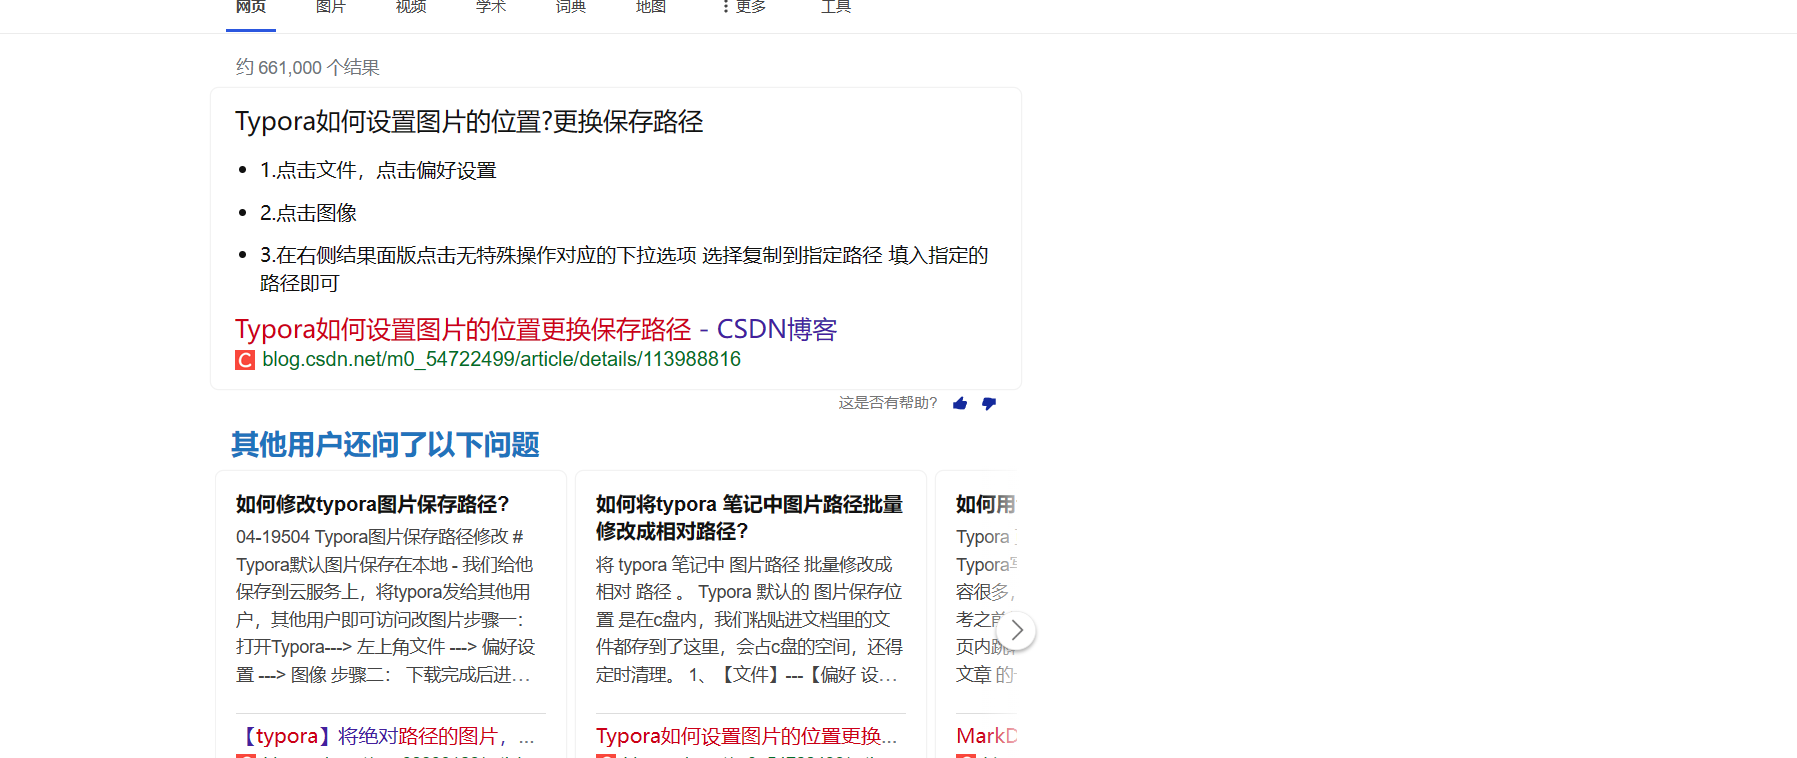 网页 图片 视频 学术 词典 地图 更多 工具
约 661,000 个结果
Typora如何设置图片的位置?更换保存路径
1.点击文件，点击偏好设置
2.点击图像
3.在右侧结果面版点击无特殊操作对应的下拉选项 选择复制到指定路径 填入指定的
路径即可
Typora如何设置图片的位置更换保存路径 - CSDN博客
blog.csdn.net/m0_54722499/article/details/113988816
这是否有帮助?
其他用户还问了以下问题
如何修改typora图片保存路径?
04-19504 Typora图片保存路径修改 #
Typora默认图片保存在本地 - 我们给他
保存到云服务上，将typora发给其他用
户，其他用户即可访问改图片步骤一：
打开Typora---> 左上角文件 ---> 偏好设
置 ---> 图像 步骤二： 下载完成后进…
【typora】将绝对路径的图片，…
如何将typora 笔记中图片路径批量
修改成相对路径?
将 typora 笔记中 图片路径 批量修改成
相对 路径 。 Typora 默认的 图片保存位
置 是在c盘内，我们粘贴进文档里的文
件都存到了这里，会占c盘的空间，还得
定时清理。 1、【文件】---【偏好 设…
Typora如何设置图片的位置更换…
如何用
Typora
Typora
容很多，
考之前
页内跳
文章 的
MarkD